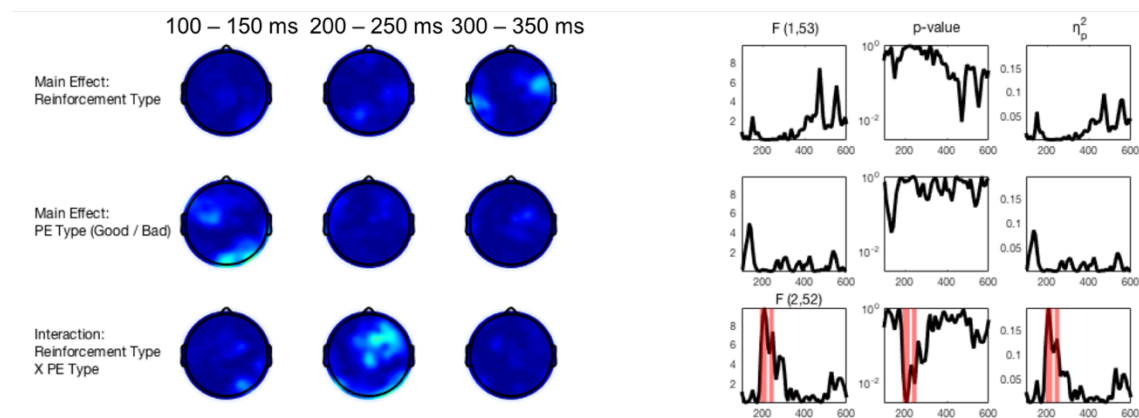 100 – 150 ms 200 – 250 ms 300 – 350 ms
Main Effect:
Reinforcement Type
Main Effect:
PE Type (Good / Bad)
Interaction:
Reinforcement Type
X PE Type
F (1,53) p-value η²ₚ
8
6
4
2
200 400 600
10⁰
10⁻²
200 400 600
0.15
0.1
0.05
200 400 600
8
6
4
2
200 400 600
10⁰
10⁻²
200 400 600
0.15
0.1
0.05
200 400 600
F (2,52)
8
6
4
2
200 400 600
10⁰
10⁻²
200 400 600
0.15
0.1
0.05
200 400 600